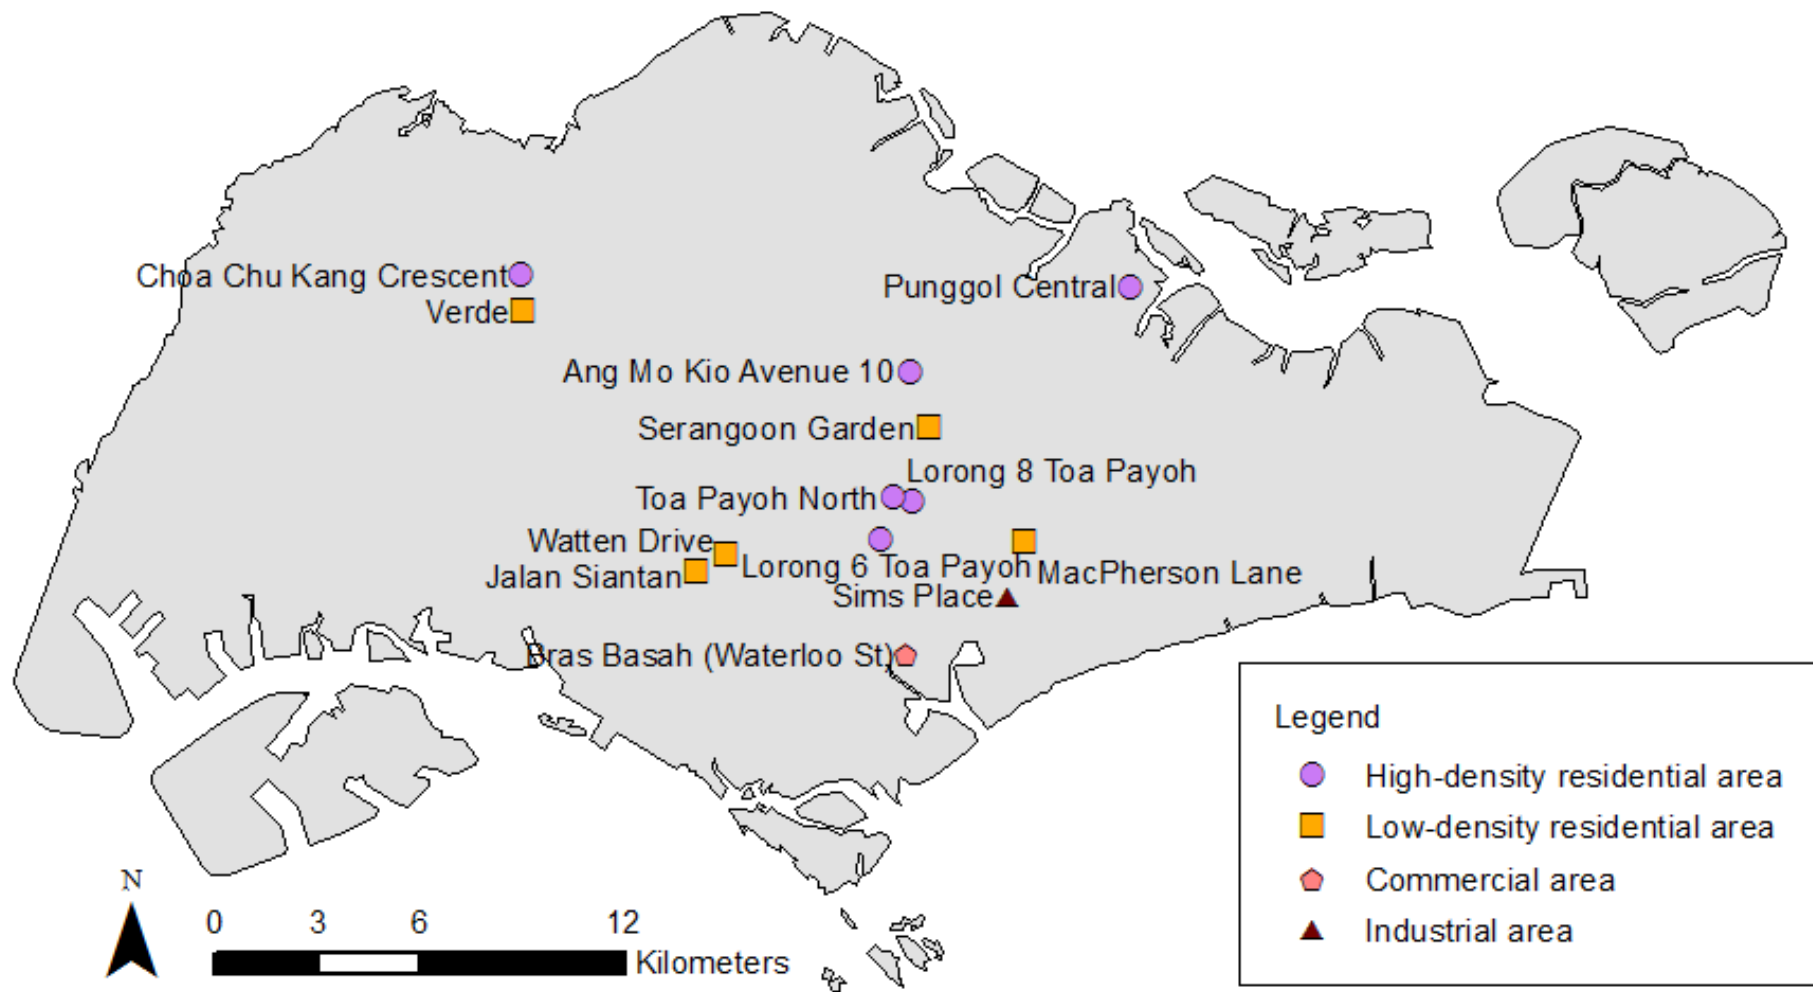 Choa Chu Kang Crescent
Punggol Central
Verde
Ang Mo Kio Avenue 10
Serangoon Garden
Lorong 8 Toa Payoh
Toa Payoh North
Watten Drive
Lorong 6 Toa Payoh
MacPherson Lane
Jalan Siantan
Sims Place
Bras Basah (Waterloo St)
Legend
High-density residential area
Low-density residential area
Commercial area
Industrial area
N
0 3 6 12
Kilometers